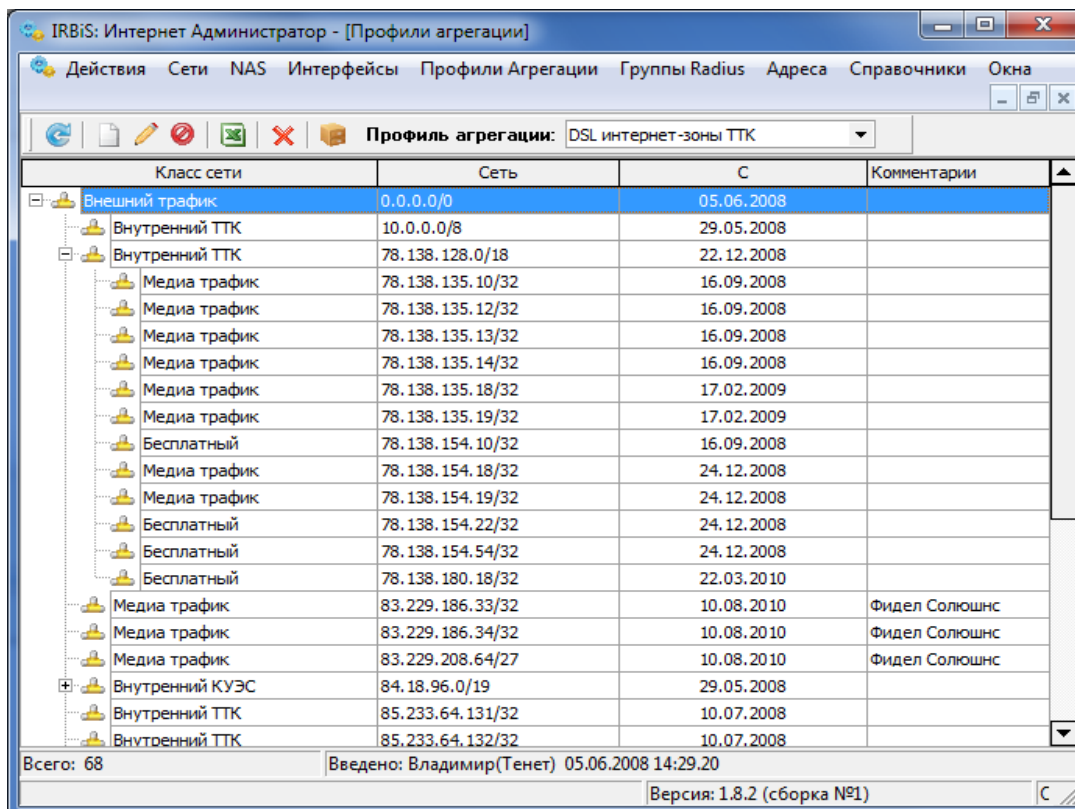 IRBiS: Интернет Администратор - [Профили агрегации]
Действия Сети NAS Интерфейсы Профили Агрегации Группы Radius Адреса Справочники Окна
Профиль агрегации: DSL интернет-зоны ТТК
Класс сети Сеть С Комментарии
Внешний трафик 0.0.0.0/0 05.06.2008
Внутренний ТТК 10.0.0.0/8 29.05.2008
Внутренний ТТК 78.138.128.0/18 22.12.2008
Медиа трафик 78.138.135.10/32 16.09.2008
Медиа трафик 78.138.135.12/32 16.09.2008
Медиа трафик 78.138.135.13/32 16.09.2008
Медиа трафик 78.138.135.14/32 16.09.2008
Медиа трафик 78.138.135.18/32 17.02.2009
Медиа трафик 78.138.135.19/32 17.02.2009
Бесплатный 78.138.154.10/32 16.09.2008
Медиа трафик 78.138.154.18/32 24.12.2008
Медиа трафик 78.138.154.19/32 24.12.2008
Бесплатный 78.138.154.22/32 24.12.2008
Бесплатный 78.138.154.54/32 24.12.2008
Бесплатный 78.138.180.18/32 22.03.2010
Медиа трафик 83.229.186.33/32 10.08.2010 Фидел Солюшнс
Медиа трафик 83.229.186.34/32 10.08.2010 Фидел Солюшнс
Медиа трафик 83.229.208.64/27 10.08.2010 Фидел Солюшнс
Внутренний КУЭС 84.18.96.0/19 29.05.2008
Внутренний ТТК 85.233.64.131/32 10.07.2008
Внутренний ТТК 85.233.64.132/32 10.07.2008
Всего: 68 Введено: Владимир(Тенет) 05.06.2008 14:29.20
Версия: 1.8.2 (сборка №1) С